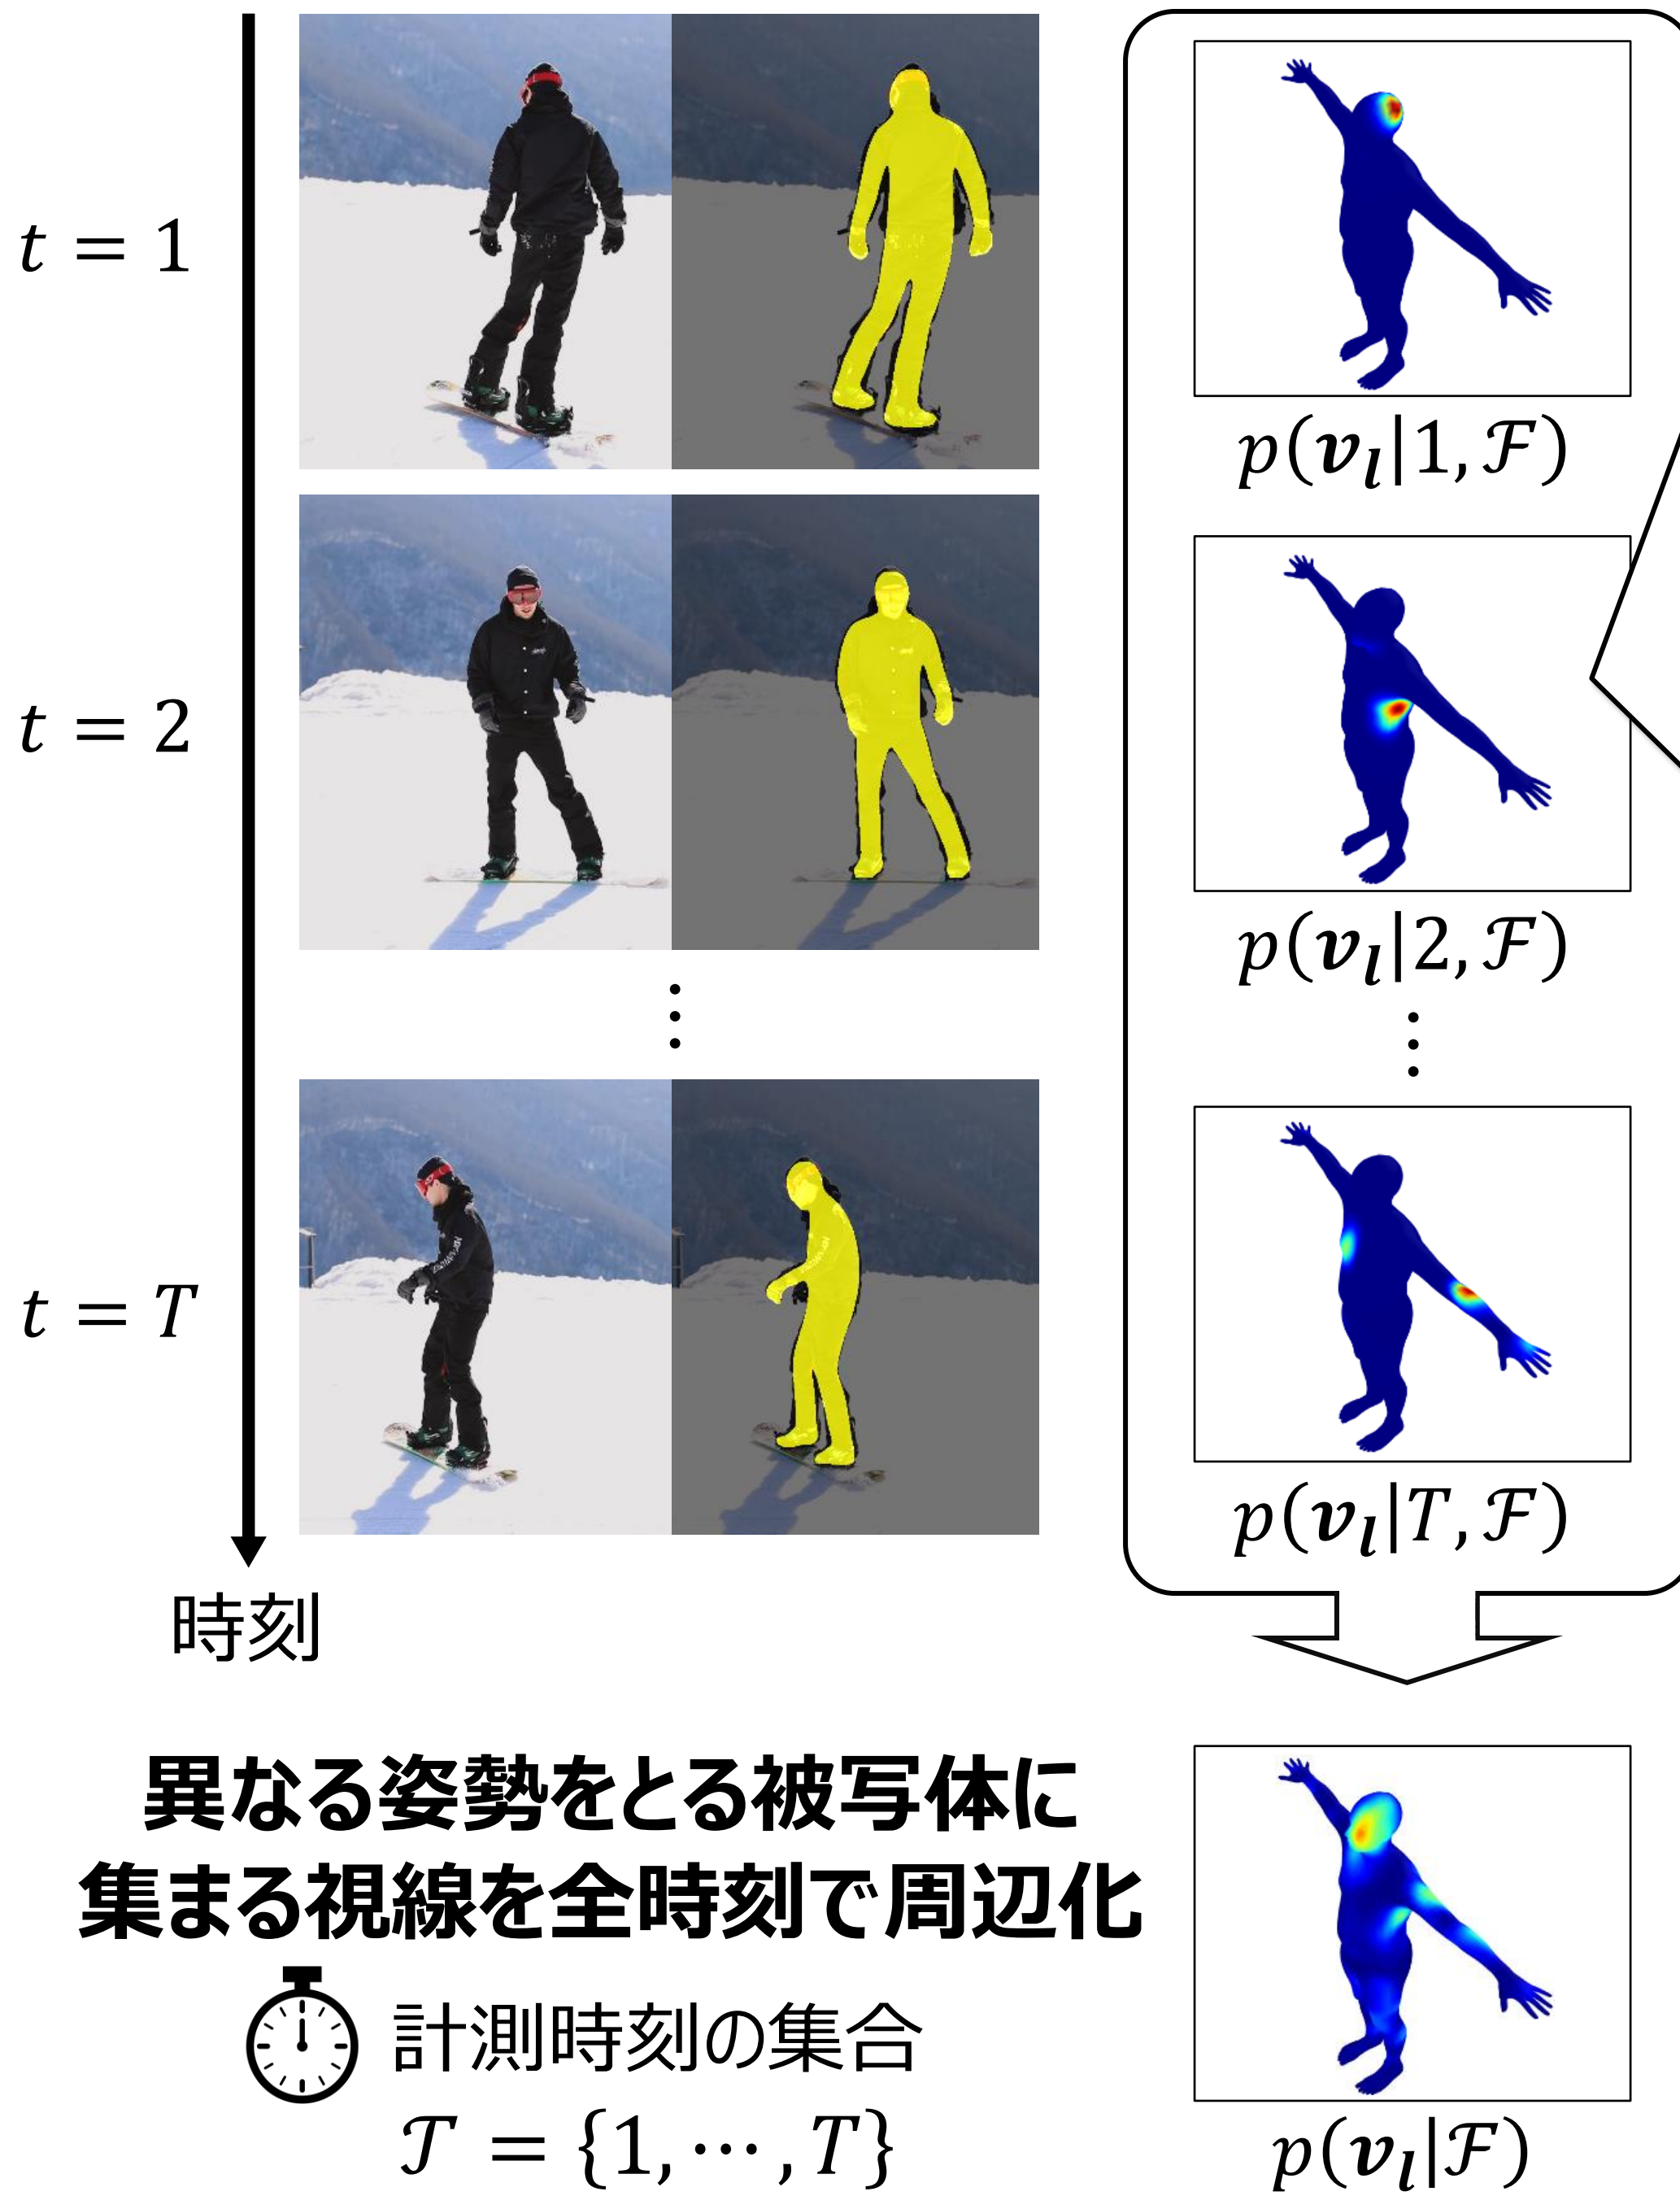 t = 1
p(v_l|1, ℱ)
t = 2
p(v_l|2, ℱ)
⋮
⋮
t = T
p(v_l|T, ℱ)
時刻
異なる姿勢をとる被写体に
集まる視線を全時刻で周辺化
計測時刻の集合
𝒯 = {1, ⋯ , T}
p(v_l|ℱ)